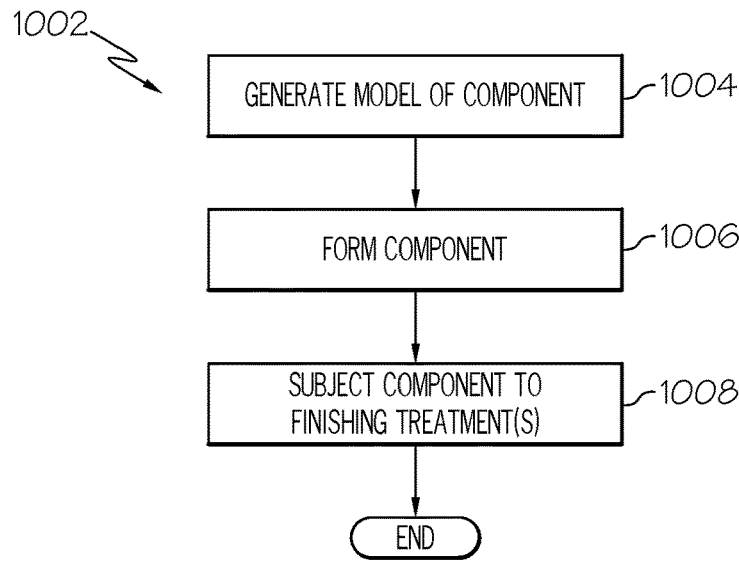 1002
GENERATE MODEL OF COMPONENT
1004
FORM COMPONENT
1006
SUBJECT COMPONENT TO
FINISHING TREATMENT(S)
1008
END